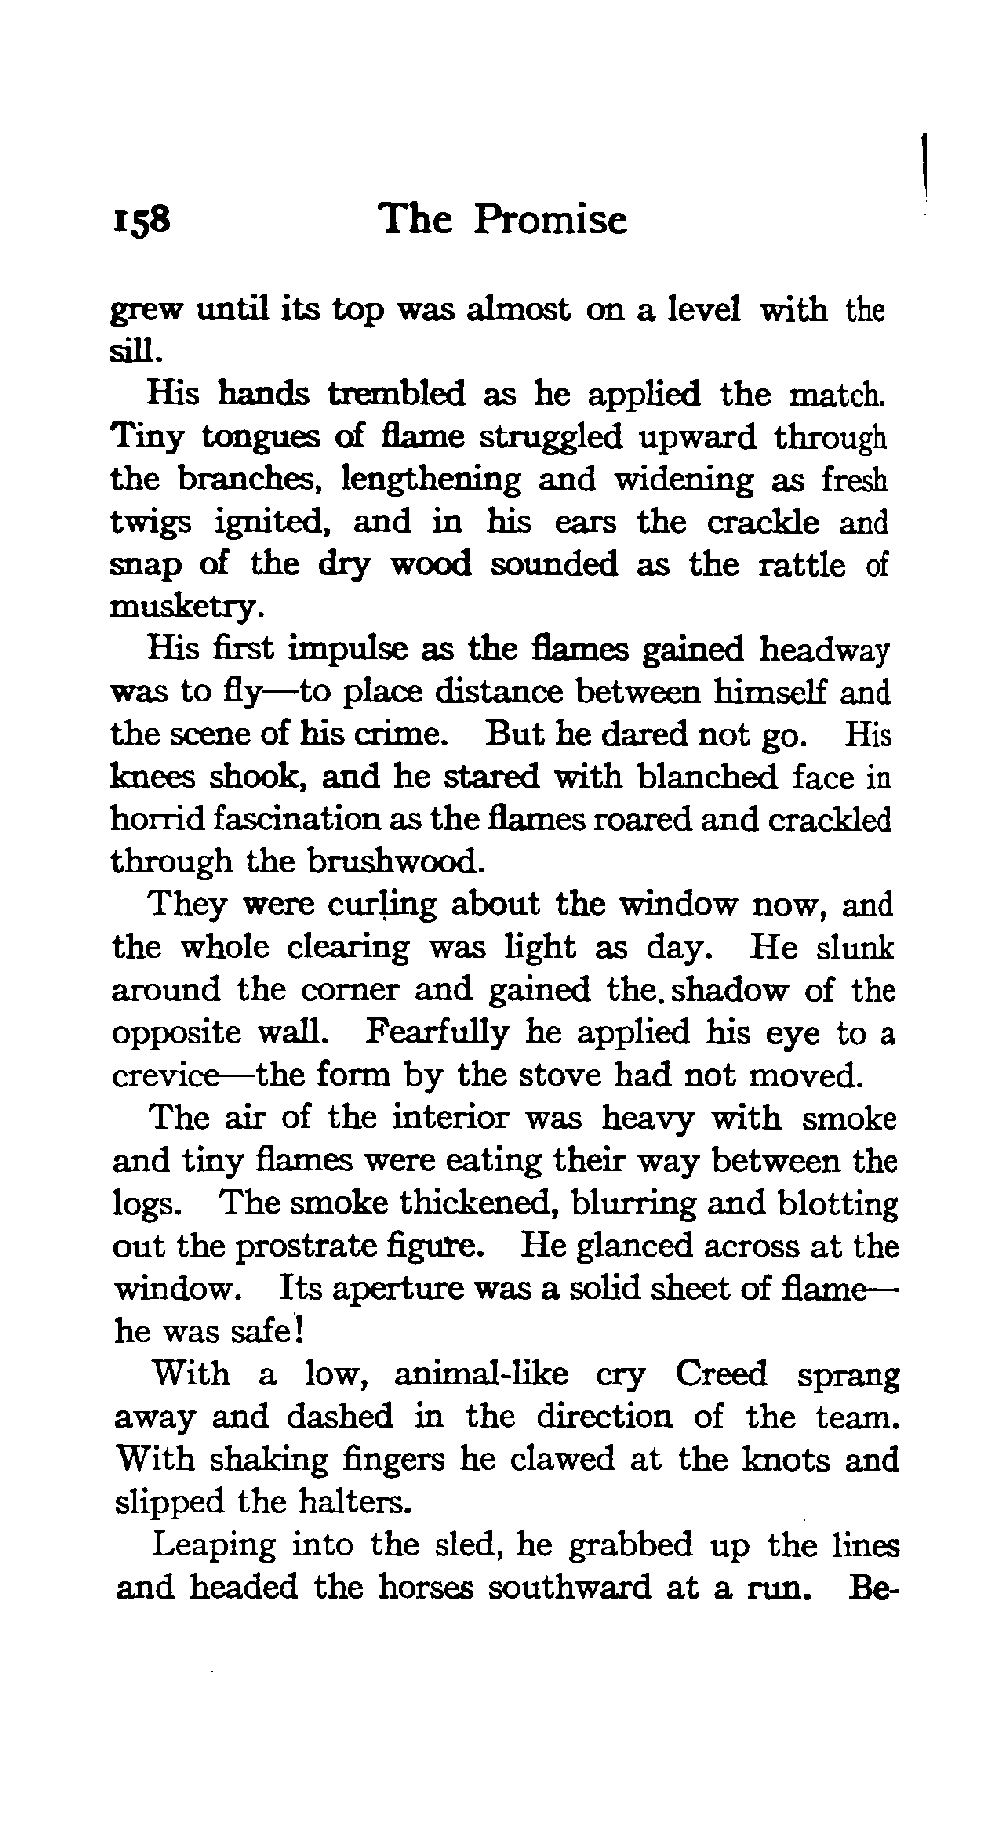 158 The Promise
grew until its top was almost on a level with the
sill.
His hands trembled as he applied the match.
Tiny tongues of flame struggled upward through
the branches, lengthening and widening as fresh
twigs ignited, and in his ears the crackle and
snap of the dry wood sounded as the rattle of
musketry.
His first impulse as the flames gained headway
was to fly—to place distance between himself and
the scene of his crime. But he dared not go. His
knees shook, and he stared with blanched face in
horrid fascination as the flames roared and crackled
through the brushwood.
They were curling about the window now, and
the whole clearing was light as day. He slunk
around the corner and gained the shadow of the
opposite wall. Fearfully he applied his eye to a
crevice—the form by the stove had not moved.
The air of the interior was heavy with smoke
and tiny flames were eating their way between the
logs. The smoke thickened, blurring and blotting
out the prostrate figure. He glanced across at the
window. Its aperture was a solid sheet of flame—
he was safe!
With a low, animal-like cry Creed sprang
away and dashed in the direction of the team.
With shaking fingers he clawed at the knots and
slipped the halters.
Leaping into the sled, he grabbed up the lines
and headed the horses southward at a run. Be-